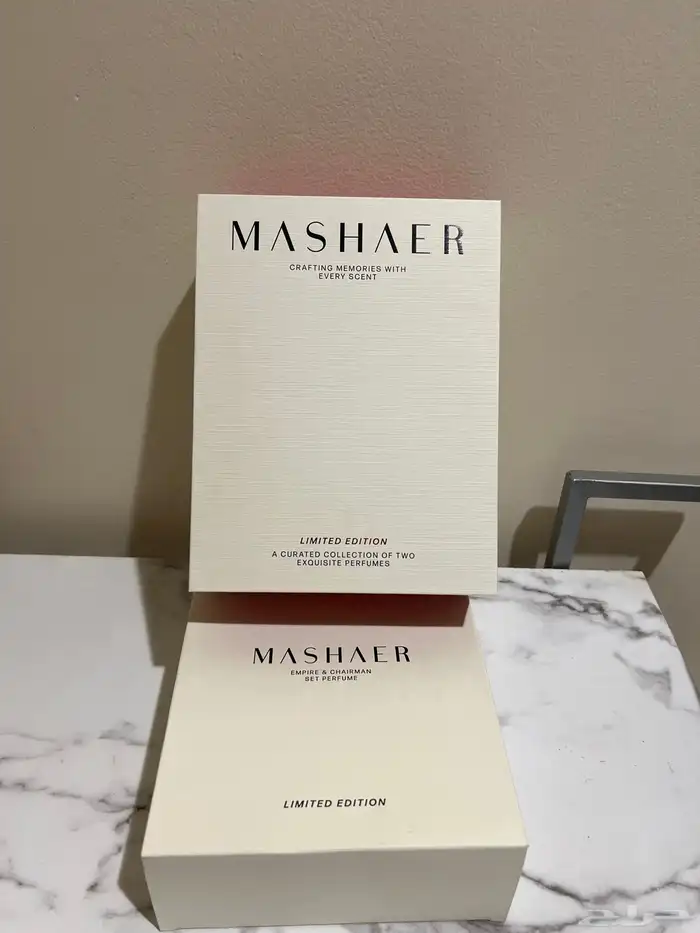 MASHAER
CRAFTING MEMORIES WITH
EVERY SCENT
LIMITED EDITION
A CURATED COLLECTION OF TWO
EXQUISITE PERFUMES
MASHAER
EMPIRE & CHAIRMAN
SET PERFUME
LIMITED EDITION
حراج